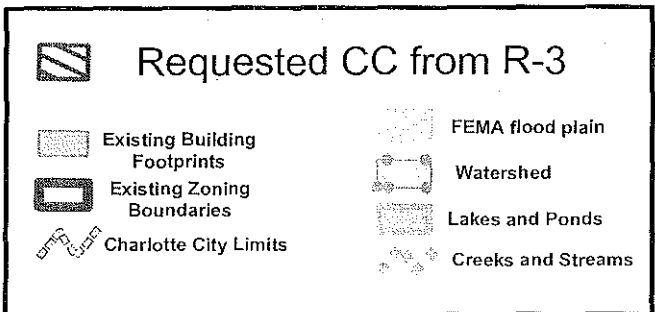 Requested CC from R-3
Existing Building
Footprints
Existing Zoning
Boundaries
Charlotte City Limits
FEMA flood plain
Watershed
Lakes and Ponds
Creeks and Streams